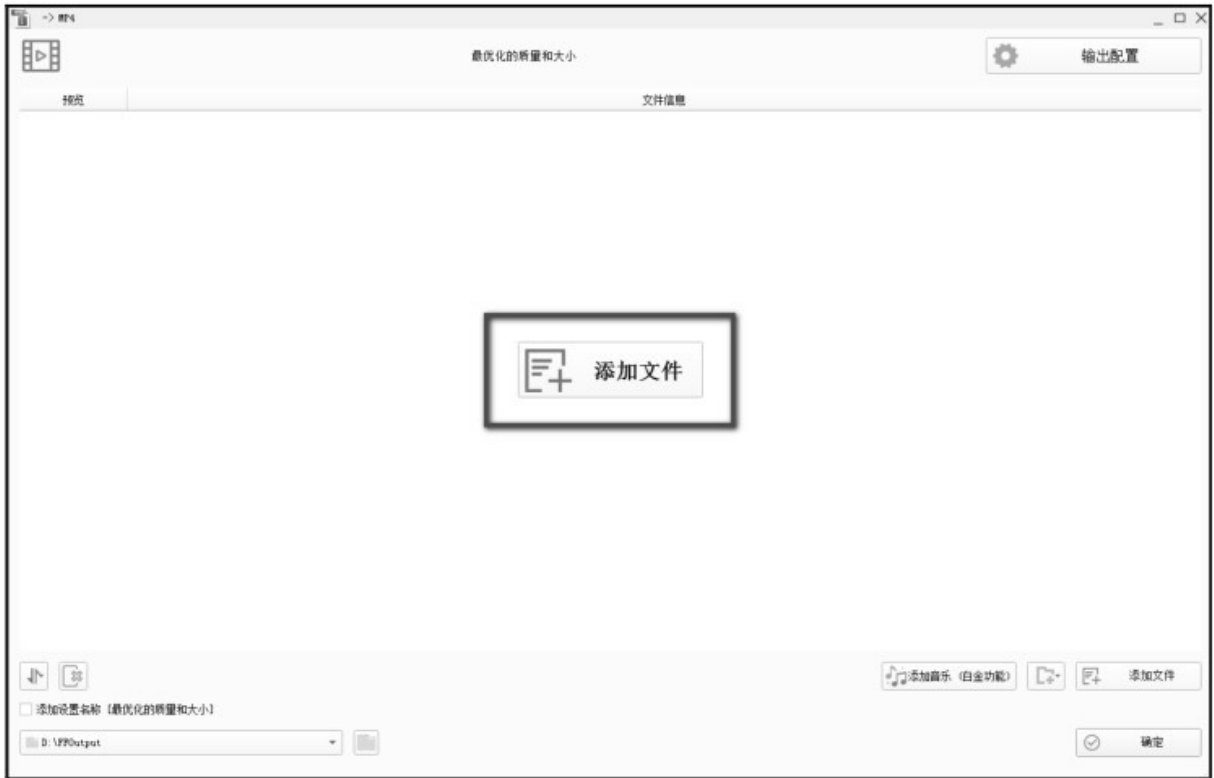 -> MP4
最优化的质量和大小
输出配置
预览
文件信息
添加文件
添加音乐（白金功能）
添加文件
添加设置名称 [最优化的质量和大小]
D:\FFOutput
确定